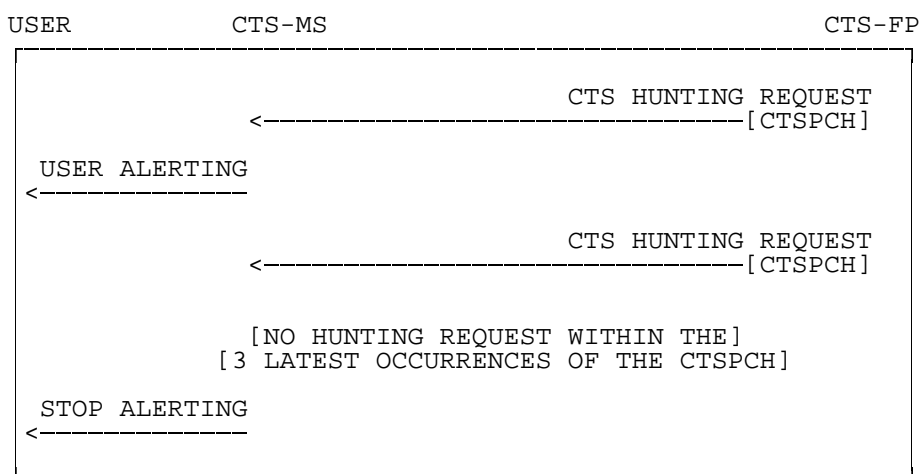 USER CTS-MS CTS-FP
CTS HUNTING REQUEST
[CTSPCH]
USER ALERTING
CTS HUNTING REQUEST
[CTSPCH]
[NO HUNTING REQUEST WITHIN THE]
[3 LATEST OCCURRENCES OF THE CTSPCH]
STOP ALERTING